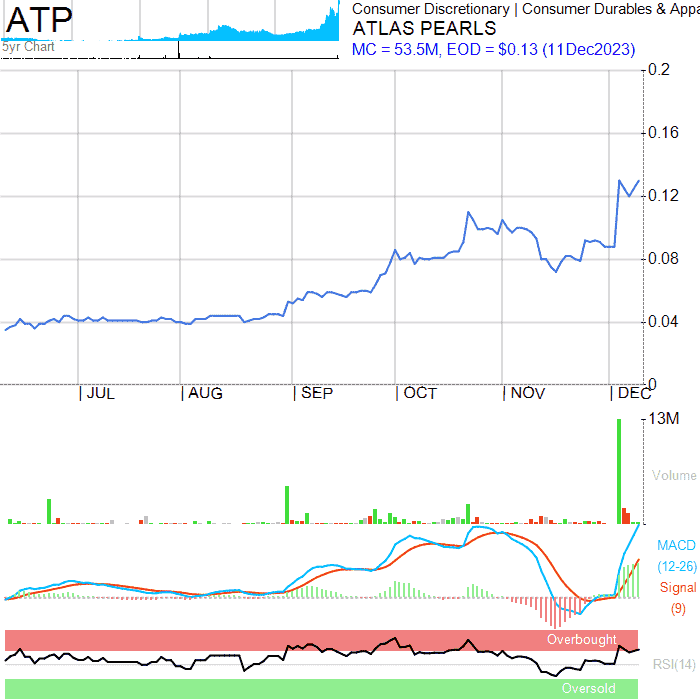 ATP
5yr Chart
Consumer Discretionary | Consumer Durables & Appa
ATLAS PEARLS
MC = 53.5M, EOD = $0.13 (11Dec2023)
0.2
0.16
0.12
0.08
0.04
0
| JUL | AUG | SEP | OCT | NOV | DEC
13M
Volume
MACD
(12-26)
Signal
(9)
Overbought
RSI(14)
Oversold